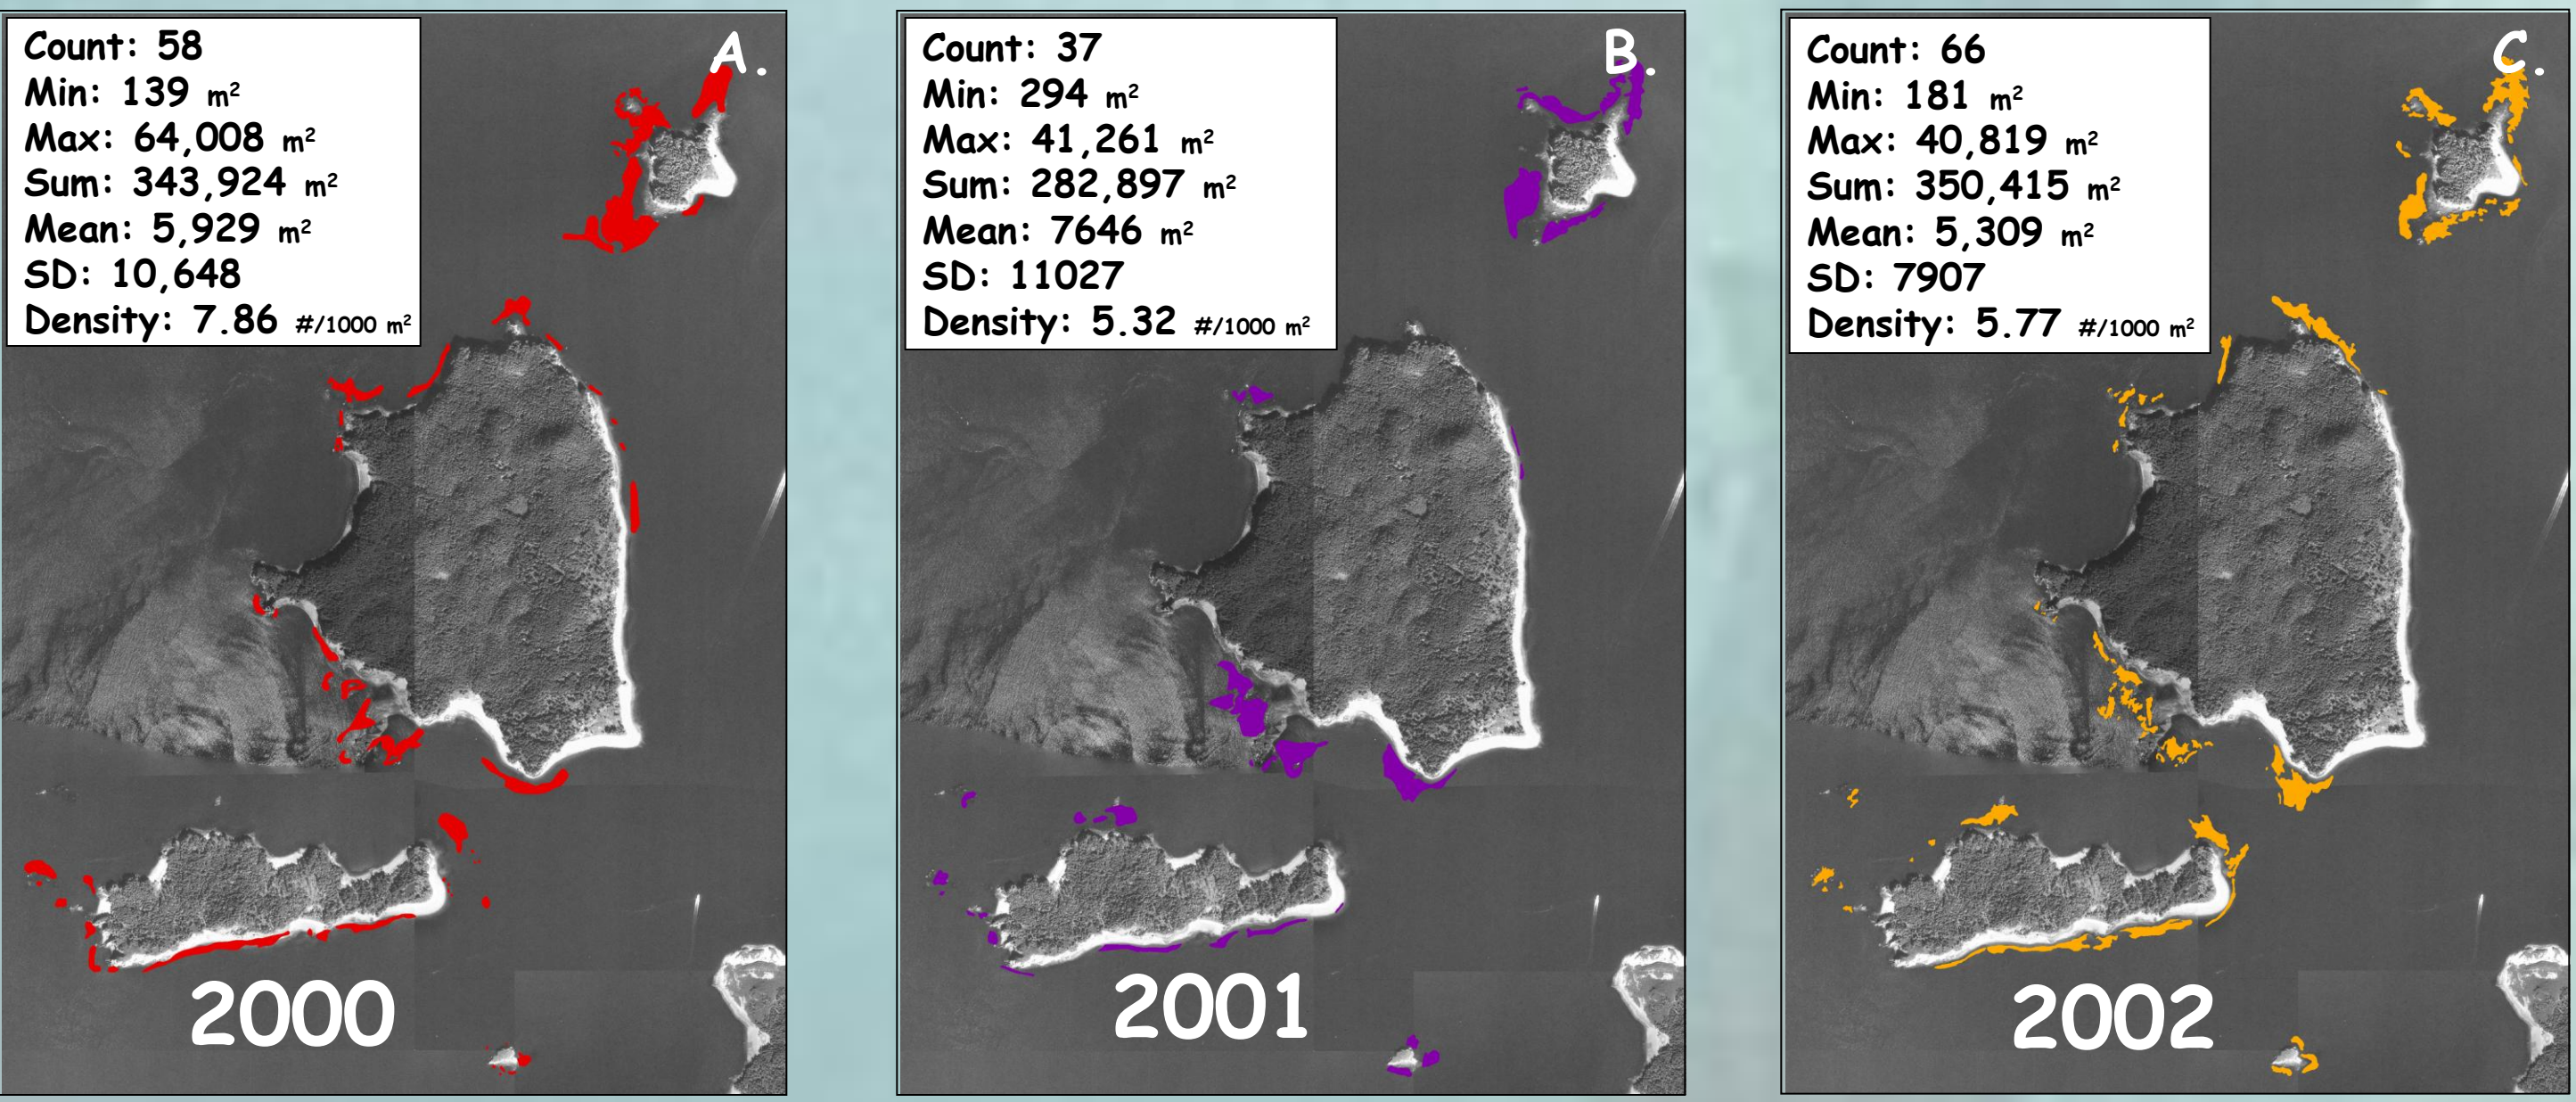 Count: 58
Min: 139 m²
Max: 64,008 m²
Sum: 343,924 m²
Mean: 5,929 m²
SD: 10,648
Density: 7.86 #/1000 m²
A.
2000
Count: 37
Min: 294 m²
Max: 41,261 m²
Sum: 282,897 m²
Mean: 7646 m²
SD: 11027
Density: 5.32 #/1000 m²
B.
2001
Count: 66
Min: 181 m²
Max: 40,819 m²
Sum: 350,415 m²
Mean: 5,309 m²
SD: 7907
Density: 5.77 #/1000 m²
C.
2002